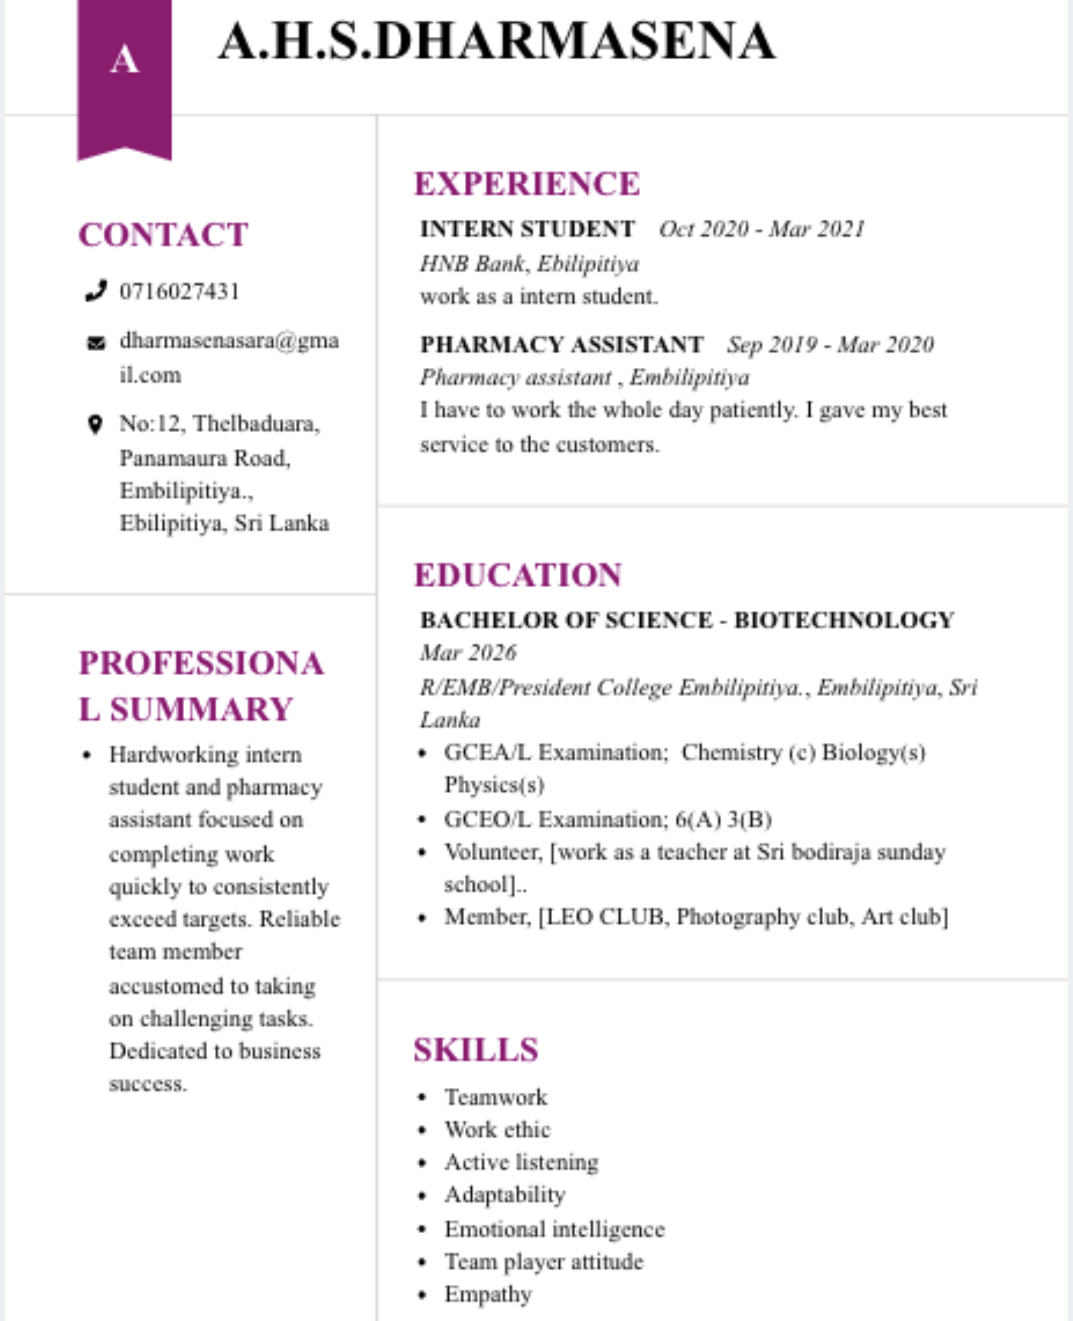 A
A.H.S.DHARMASENA
CONTACT
0716027431
dharmasenasara@gma
il.com
No:12, Thelbaduara,
Panamaura Road,
Embilipitiya.,
Ebilipitiya, Sri Lanka
PROFESSIONA
L SUMMARY
• Hardworking intern
student and pharmacy
assistant focused on
completing work
quickly to consistently
exceed targets. Reliable
team member
accustomed to taking
on challenging tasks.
Dedicated to business
success.
EXPERIENCE
INTERN STUDENT Oct 2020 - Mar 2021
HNB Bank, Ebilipitiya
work as a intern student.
PHARMACY ASSISTANT Sep 2019 - Mar 2020
Pharmacy assistant , Embilipitiya
I have to work the whole day patiently. I gave my best
service to the customers.
EDUCATION
BACHELOR OF SCIENCE - BIOTECHNOLOGY
Mar 2026
R/EMB/President College Embilipitiya., Embilipitiya, Sri
Lanka
• GCEA/L Examination;  Chemistry (c) Biology(s)
Physics(s)
• GCEO/L Examination; 6(A) 3(B)
• Volunteer, [work as a teacher at Sri bodiraja sunday
school]..
• Member, [LEO CLUB, Photography club, Art club]
SKILLS
• Teamwork
• Work ethic
• Active listening
• Adaptability
• Emotional intelligence
• Team player attitude
• Empathy